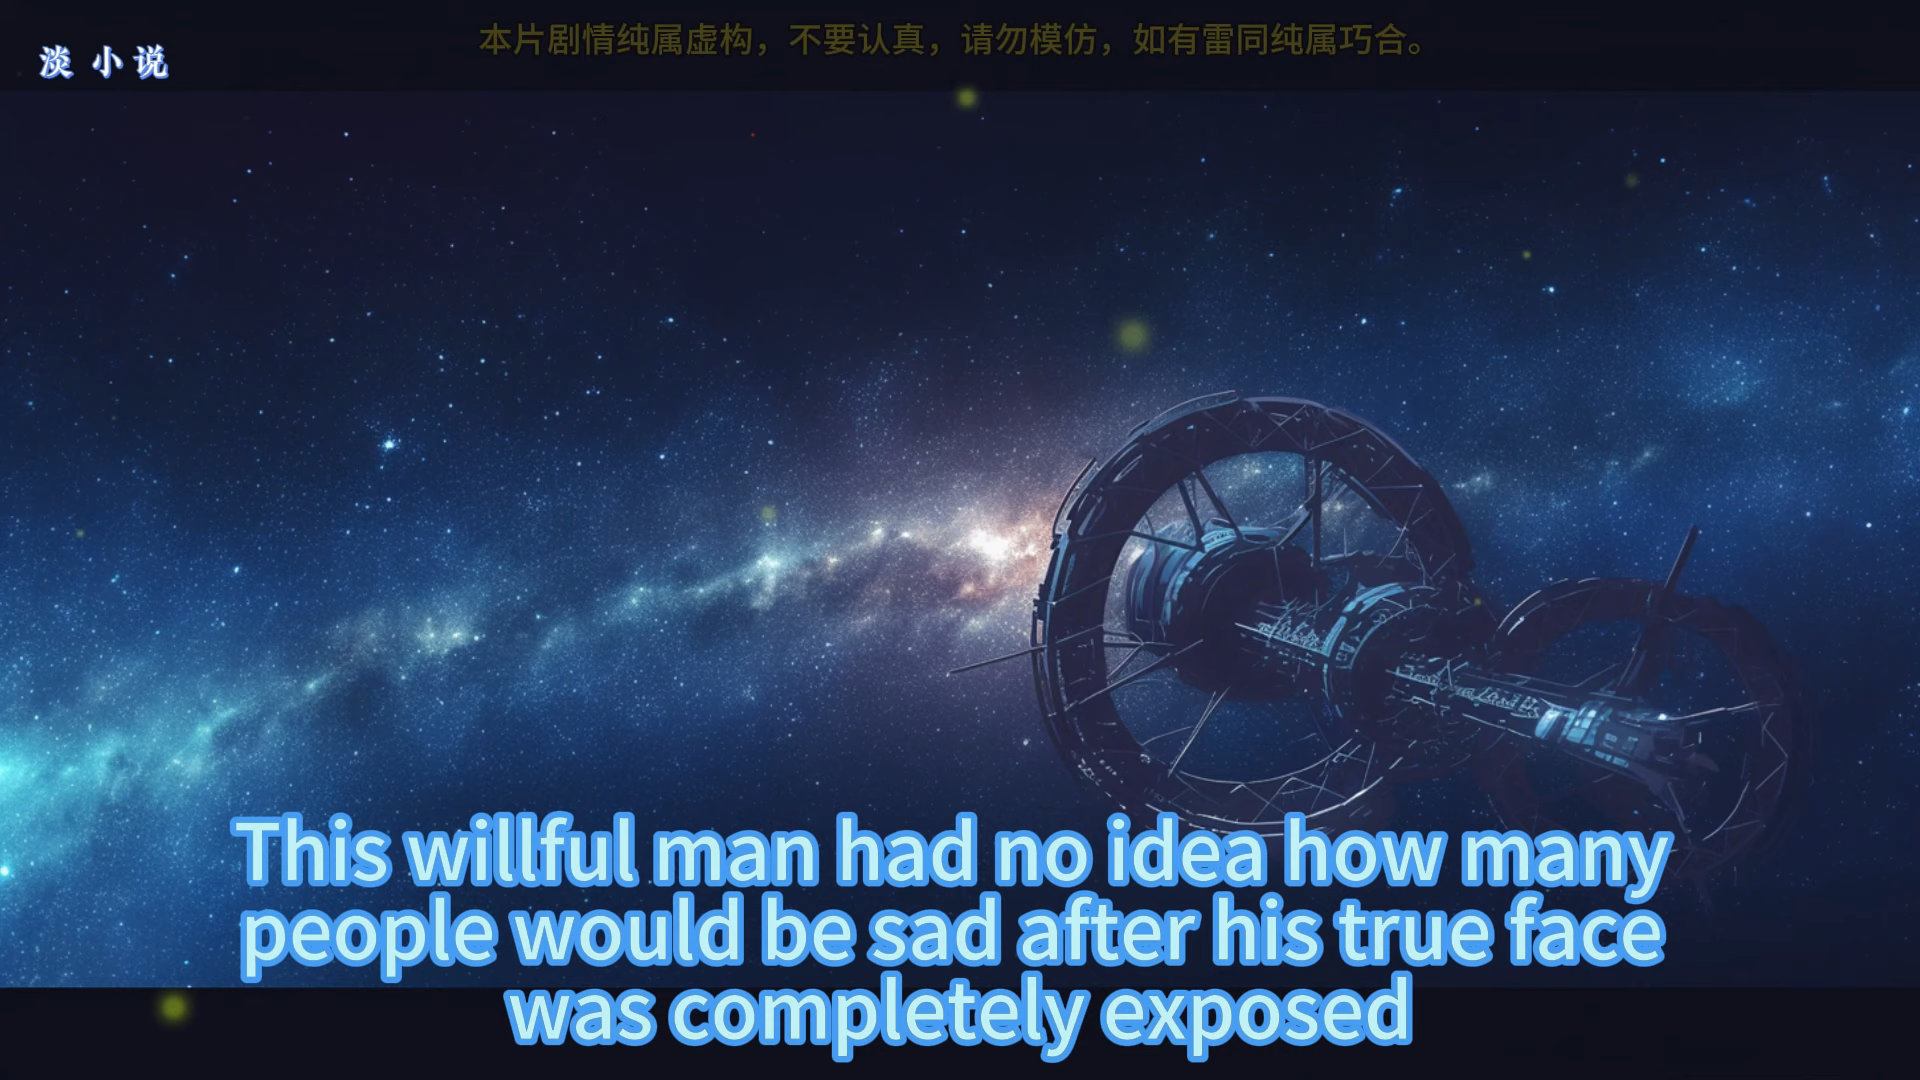 本片剧情纯属虚构，不要认真，请勿模仿，如有雷同纯属巧合。
淡 小 说
This willful man had no idea how many
people would be sad after his true face
was completely exposed